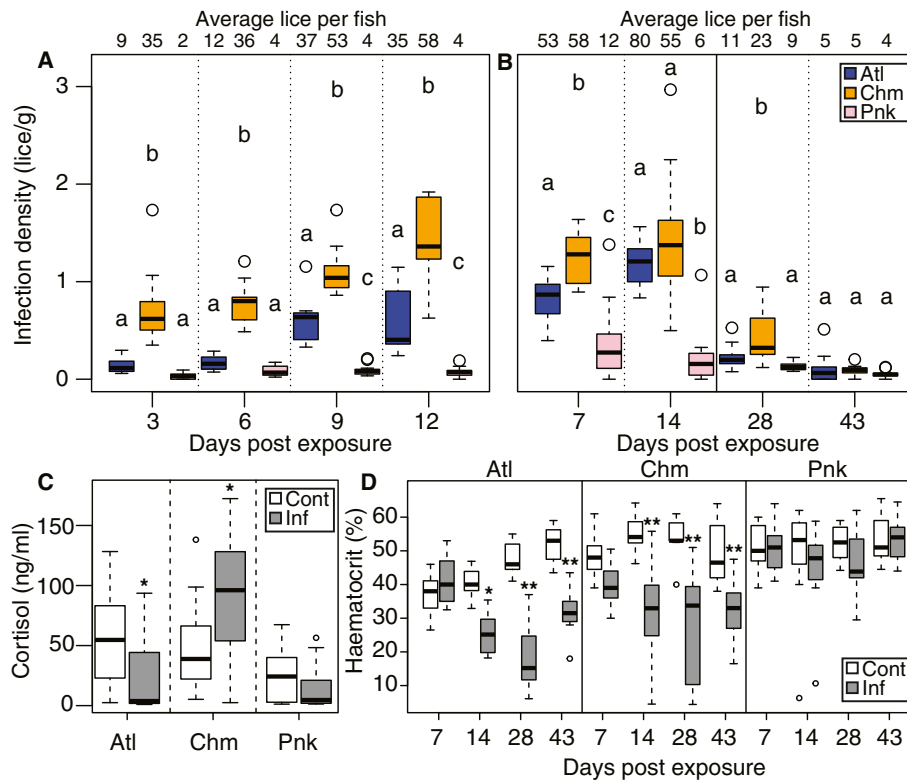 Average lice per fish
9 35 2 12 36 4 37 53 4 35 58 4
A
Infection density (lice/g)
3
2
1
0
b
a
a
b
a
a
b
a
c
b
a
c
3 6 9 12
Days post exposure
Average lice per fish
53 58 12 80 55 6 11 23 9 5 5 4
B
Atl
Chm
Pnk
a
b
c
a
a
b
a
b
a
a
a
a
7 14 28 43
Days post exposure
C
Cont
Inf
Cortisol (ng/ml)
150
100
50
0
*
*
Atl Chm Pnk
D
Atl Chm Pnk
Haematocrit (%)
60
50
40
30
20
10
* ** **
** ** **
Cont
Inf
7 14 28 43 7 14 28 43 7 14 28 43
Days post exposure